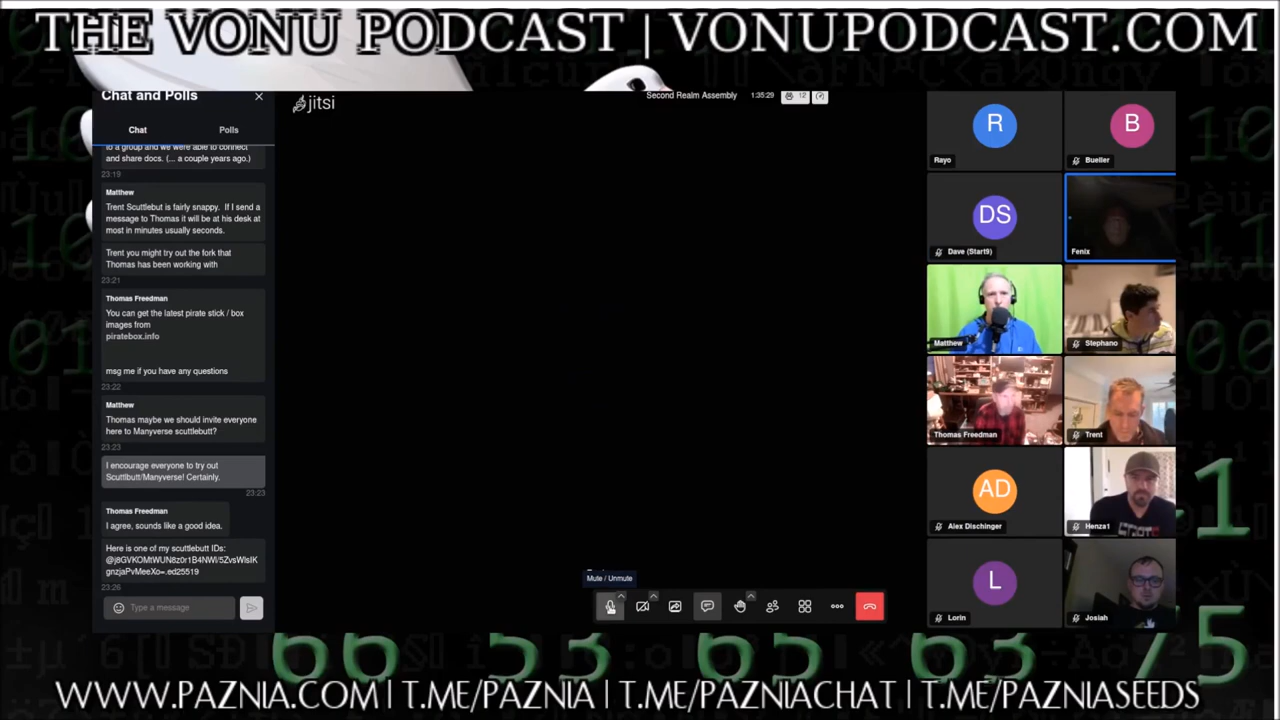 THE VONU PODCAST | VONUPODCAST.COM
Chat and Polls
Chat
Polls
to a group and we were able to connect
and share docs. (... a couple years ago.)
23:19
Matthew
Trent Scuttlebut is fairly snappy. If I send a
message to Thomas it will be at his desk at
most in minutes usually seconds.
Trent you might try out the fork that
Thomas has been working with
23:21
Thomas Freedman
You can get the latest pirate stick / box
images from
piratebox.info
msg me if you have any questions
23:22
Matthew
Thomas maybe we should invite everyone
here to Manyverse scuttlebutt?
23:23
I encourage everyone to try out
Scuttlbutt/Manyverse! Certainly.
23:23
Thomas Freedman
I agree, sounds like a good idea.
Here is one of my scuttlebutt IDs:
23:26
Type a message
jitsi
Second Realm Assembly
1:35:29
12
Mute / Unmute
R
Rayo
B
Bueller
DS
Dave (Start9)
Fenix
Matthew
Stephano
Thomas Freedman
Trent
AD
Alex Dischinger
Henza1
L
Lorin
Josiah
66 53 65 63 75
WWW.PAZNIA.COM | T.ME/PAZNIA | T.ME/PAZNIACHAT | T.ME/PAZNIASEEDS